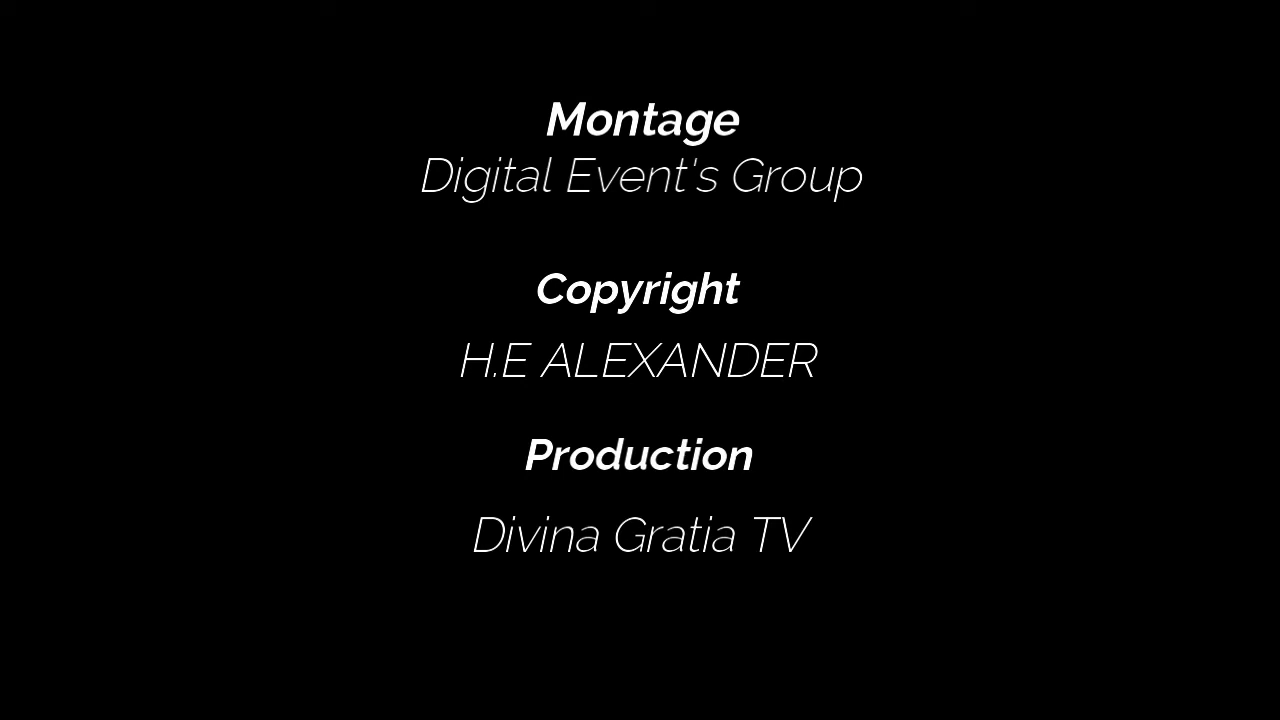 Montage
Digital Event's Group
Copyright
H.E ALEXANDER
Production
Divina Gratia TV